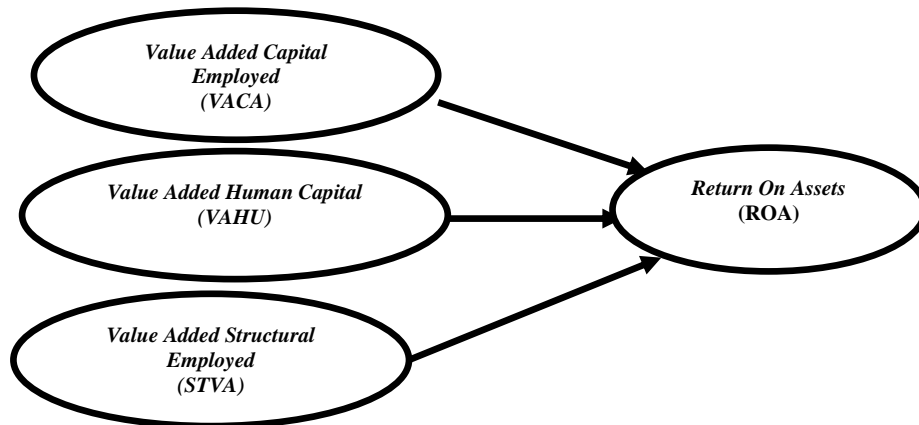 Value Added Capital
Employed
(VACA)
Value Added Human Capital
(VAHU)
Return On Assets
(ROA)
Value Added Structural
Employed
(STVA)